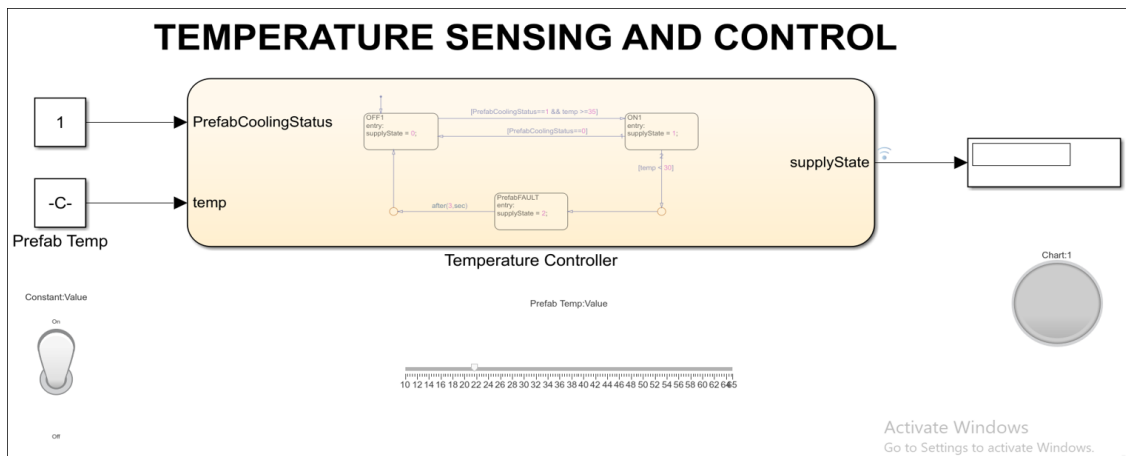 TEMPERATURE SENSING AND CONTROL
1
PrefabCoolingStatus
-C-
temp
Prefab Temp
OFF1
entry:
supplyState = 0;
[PrefabCoolingStatus==1 && temp >=35]
[PrefabCoolingStatus==0]
ON1
entry:
supplyState = 1;
2
[temp < 30]
PrefabFAULT
entry:
supplyState = 2;
after(3,sec)
supplyState
Temperature Controller
Chart:1
Constant:Value
On
Off
Prefab Temp:Value
10 12 14 16 18 20 22 24 26 28 30 32 34 36 38 40 42 44 46 48 50 52 54 56 58 60 62 64 65
Activate Windows
Go to Settings to activate Windows.